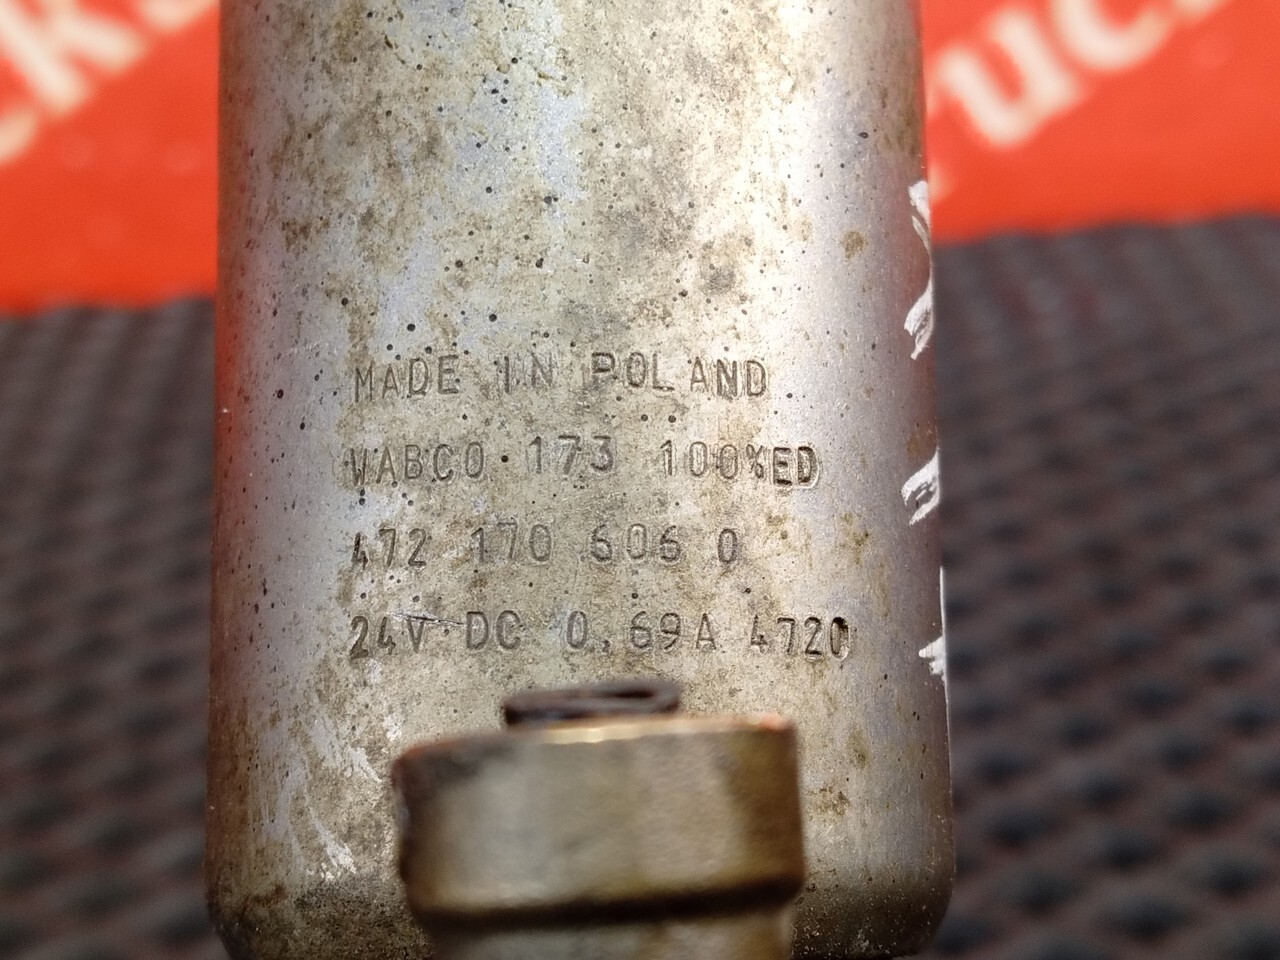 MADE IN POLAND
WABCO 173 100%ED
472 170 606 0
24V DC 0,69A 4720